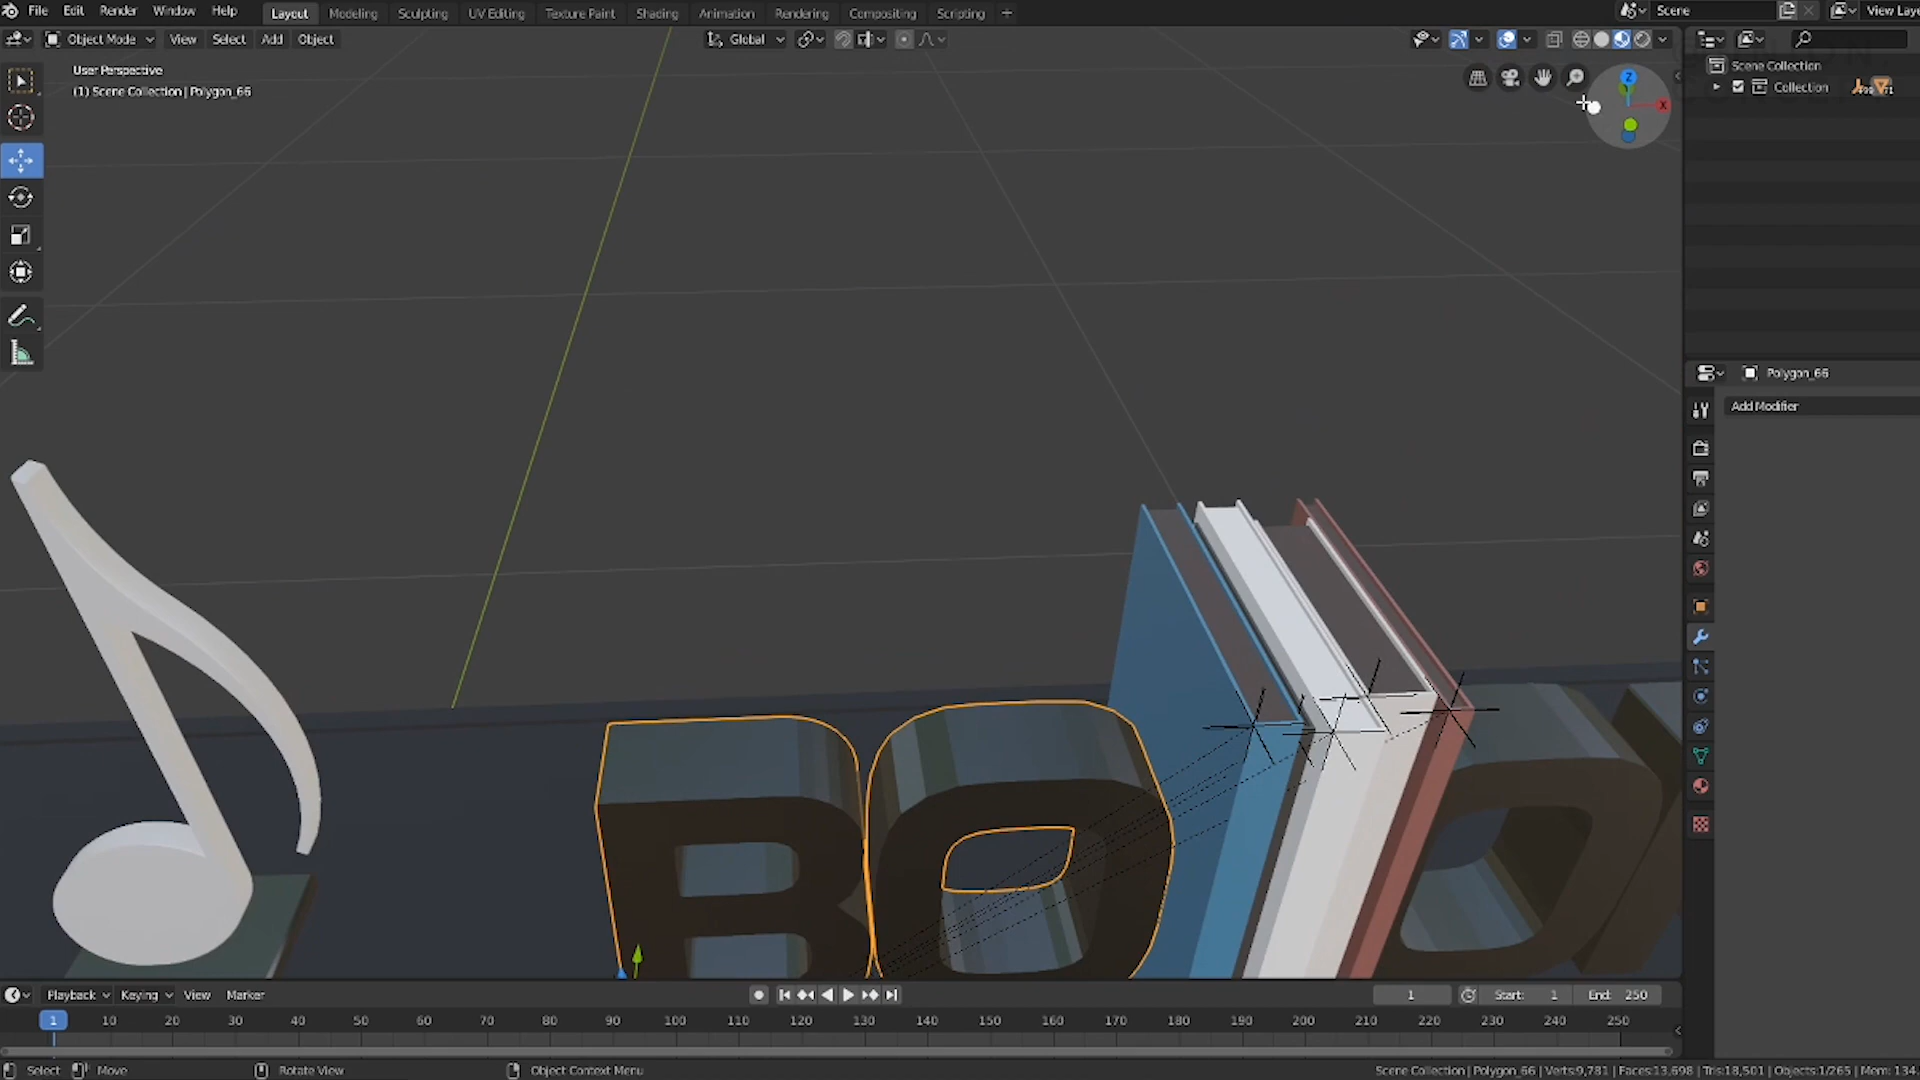 File Edit Render Window Help Layout Modeling Sculpting UV Editing Texture Paint Shading Animation Rendering Compositing Scripting + Scene View Laye
Object Mode View Select Add Object Global
User Perspective
(1) Scene Collection | Polygon_66
Z
X
Scene Collection
Collection
Polygon_66
Add Modifier
BO
Playback Keying View Marker 1 Start: 1 End: 250
1 10 20 30 40 50 60 70 80 90 100 110 120 130 140 150 160 170 180 190 200 210 220 230 240 250
Select Move Rotate View Object Context Menu Scene Collection | Polygon_66 | Verts:9,781 | Faces:13,698 | Tris:18,501 | Objects:1/265 | Mem: 134.